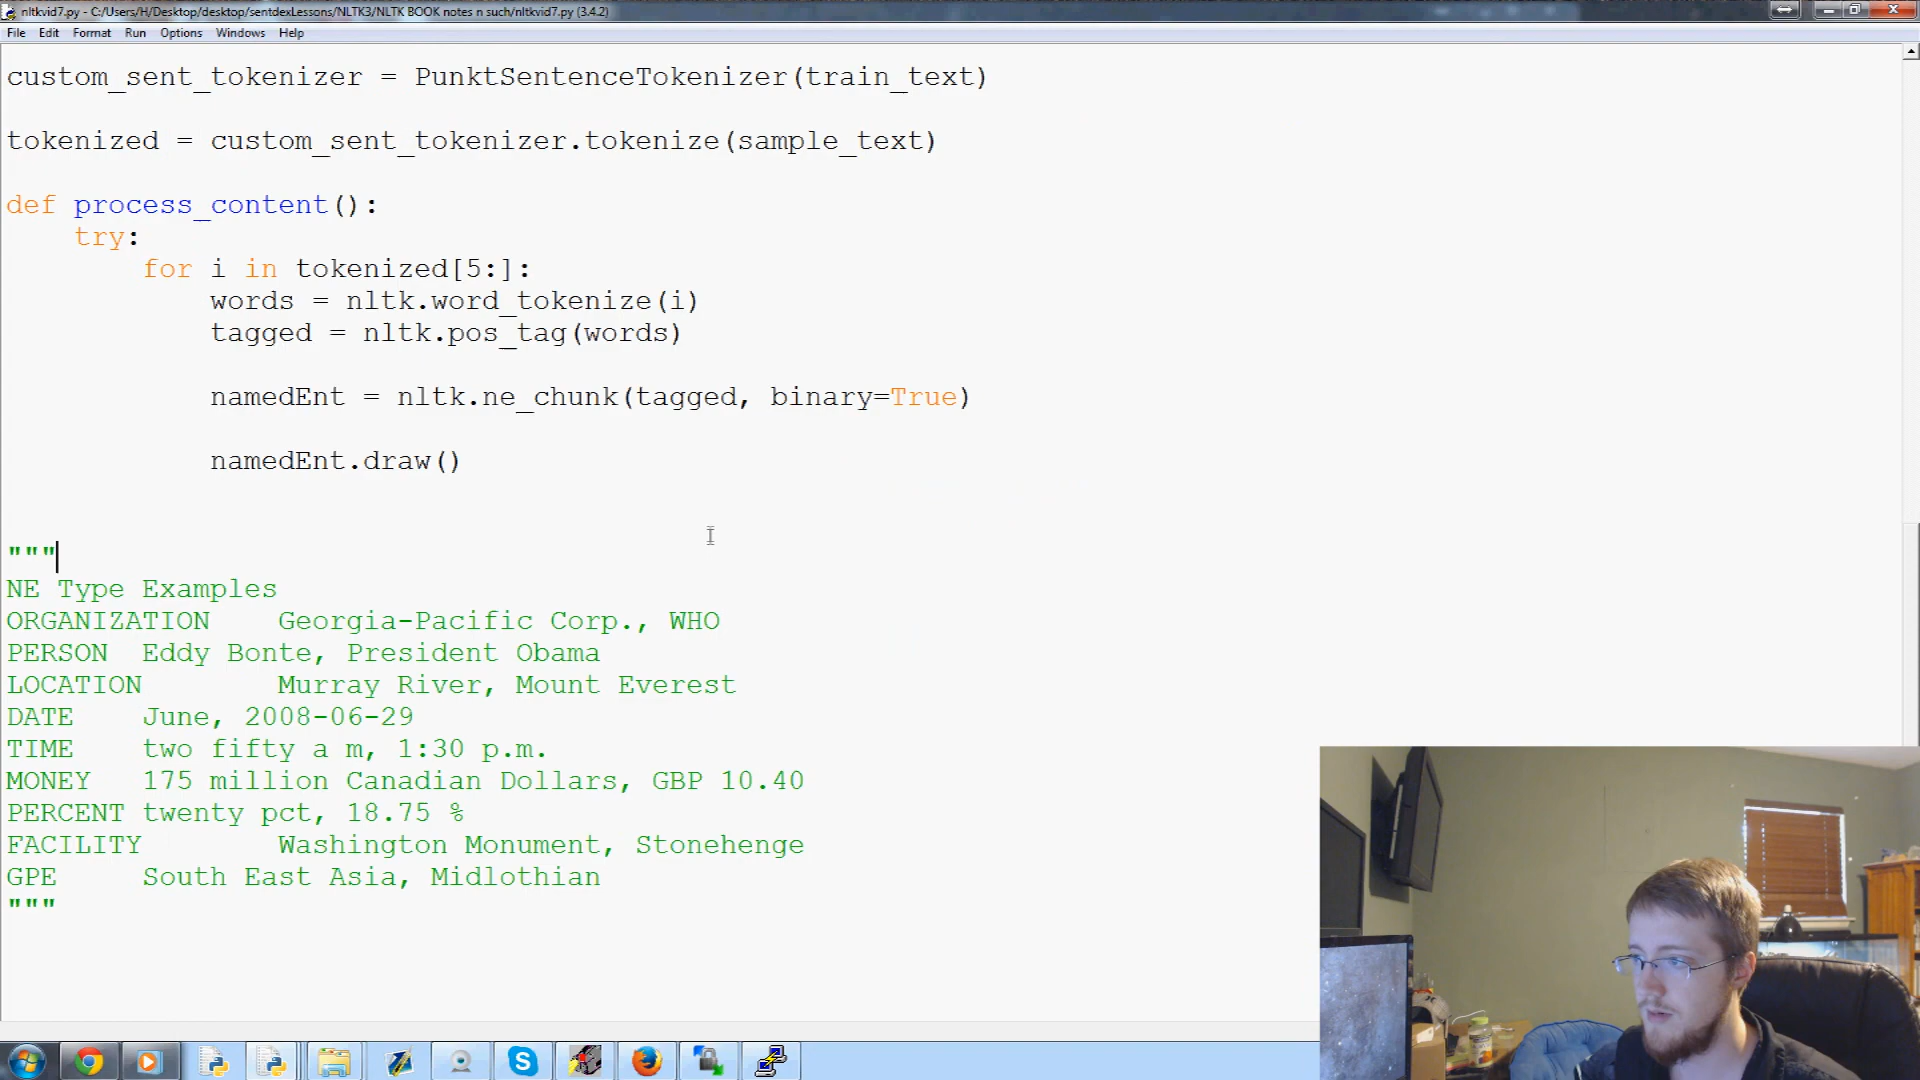 nltkvid7.py - C:/Users/H/Desktop/desktop/sentdexLessons/NLTK3/NLTK BOOK notes n such/nltkvid7.py (3.4.2)
File Edit Format Run Options Windows Help
custom_sent_tokenizer = PunktSentenceTokenizer(train_text)
tokenized = custom_sent_tokenizer.tokenize(sample_text)
def process_content():
try:
for i in tokenized[5:]:
words = nltk.word_tokenize(i)
tagged = nltk.pos_tag(words)
namedEnt = nltk.ne_chunk(tagged, binary=True)
namedEnt.draw()
"""
NE Type Examples
ORGANIZATION Georgia-Pacific Corp., WHO
PERSON Eddy Bonte, President Obama
LOCATION Murray River, Mount Everest
DATE June, 2008-06-29
TIME two fifty a m, 1:30 p.m.
MONEY 175 million Canadian Dollars, GBP 10.40
PERCENT twenty pct, 18.75 %
FACILITY Washington Monument, Stonehenge
GPE South East Asia, Midlothian
"""